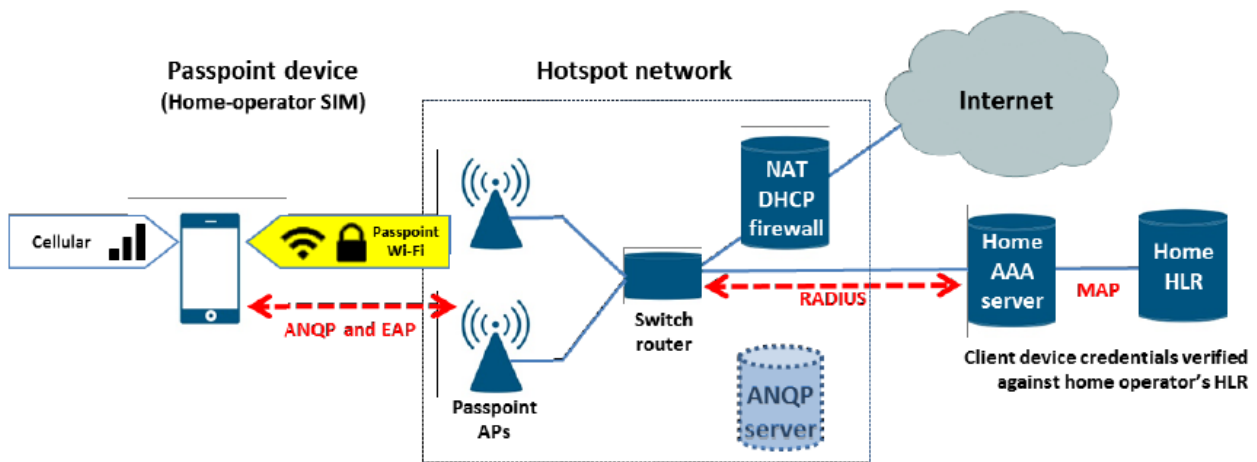 Passpoint device
(Home-operator SIM)
Hotspot network
Internet
Cellular
Passpoint
Wi-Fi
ANQP and EAP
Passpoint
APs
Switch
router
NAT
DHCP
firewall
RADIUS
ANQP
server
Home
AAA
server
MAP
Home
HLR
Client device credentials verified
against home operator's HLR